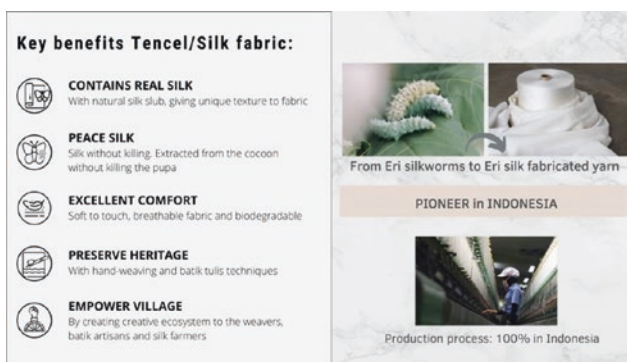 Key benefits Tencel/Silk fabric:
CONTAINS REAL SILK
With natural silk slub, giving unique texture to fabric
PEACE SILK
Silk without killing. Extracted from the cocoon
without killing the pupa
EXCELLENT COMFORT
Soft to touch, breathable fabric and biodegradable
PRESERVE HERITAGE
With hand-weaving and batik tulis techniques
EMPOWER VILLAGE
By creating creative ecosystem to the weavers,
batik artisans and silk farmers
From Eri silkworms to Eri silk fabricated yarn
PIONEER in INDONESIA
Production process: 100% in Indonesia